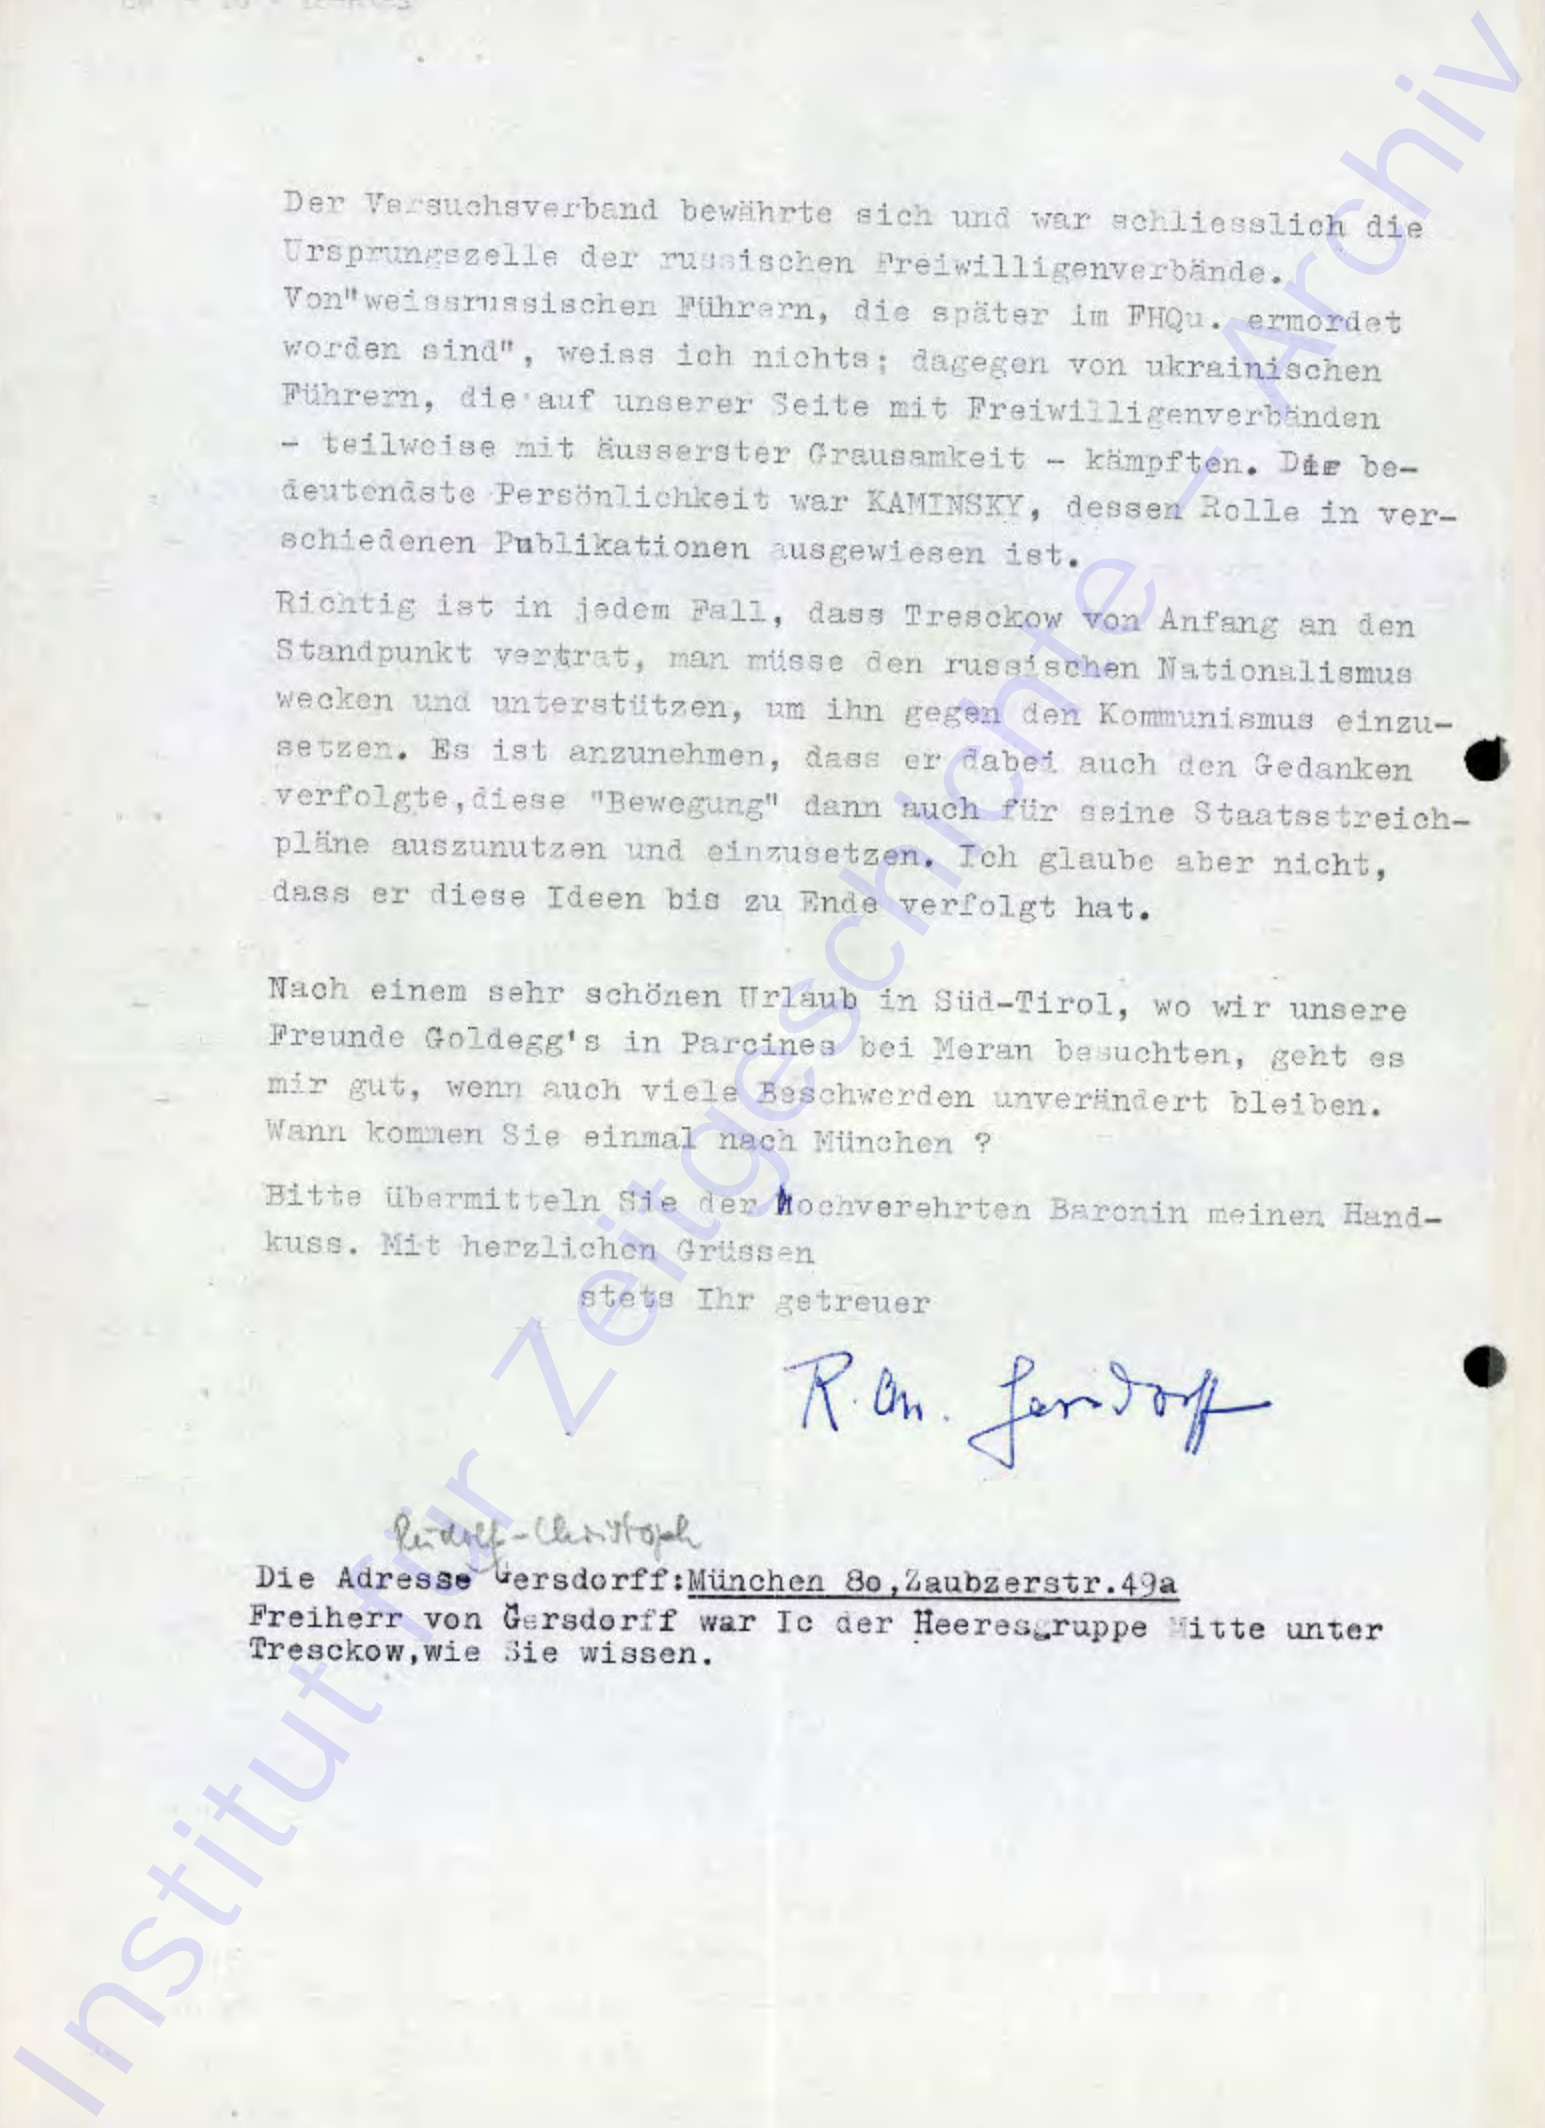 Der Versuchsverband bewährte sich und war schliesslich die
Ursprungszelle der russischen Freiwilligenverbände.
Von"weissrussischen Führern, die später im FHQu. ermordet
worden sind", weiss ich nichts; dagegen von ukrainischen
Führern, die auf unserer Seite mit Freiwilligenverbänden
- teilweise mit äusserster Grausamkeit - kämpften. Die be-
deutendste Persönlichkeit war KAMINSKY, dessen Rolle in ver-
schiedenen Publikationen ausgewiesen ist.
Richtig ist in jedem Fall, dass Tresckow von Anfang an den
Standpunkt vertrat, man müsse den russischen Nationalismus
wecken und unterstützen, um ihn gegen den Kommunismus einzu-
setzen. Es ist anzunehmen, dass er dabei auch den Gedanken
verfolgte,diese "Bewegung" dann auch für seine Staatsstreich-
pläne auszunutzen und einzusetzen. Ich glaube aber nicht,
dass er diese Ideen bis zu Ende verfolgt hat.
Nach einem sehr schönen Urlaub in Süd-Tirol, wo wir unsere
Freunde Goldegg's in Parcines bei Meran besuchten, geht es
mir gut, wenn auch viele Beschwerden unverändert bleiben.
Wann kommen Sie einmal nach München ?
Bitte übermitteln Sie der Hochverehrten Baronin meinen Hand-
kuss. Mit herzlichen Grüssen
stets Ihr getreuer
R. Chr. Gersdorff
Rudolf-Christoph
Die Adresse Gersdorff:München 80,Zaubzerstr.49a
Freiherr von Gersdorff war Ic der Heeresgruppe Mitte unter
Tresckow,wie Sie wissen.
Institut für Zeitgeschichte - Archiv